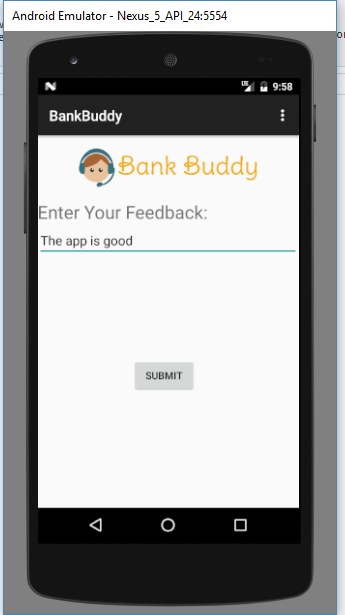 Android Emulator - Nexus_5_API_24:5554
LTE 9:58
BankBuddy
Bank Buddy
Enter Your Feedback:
The app is good
SUBMIT